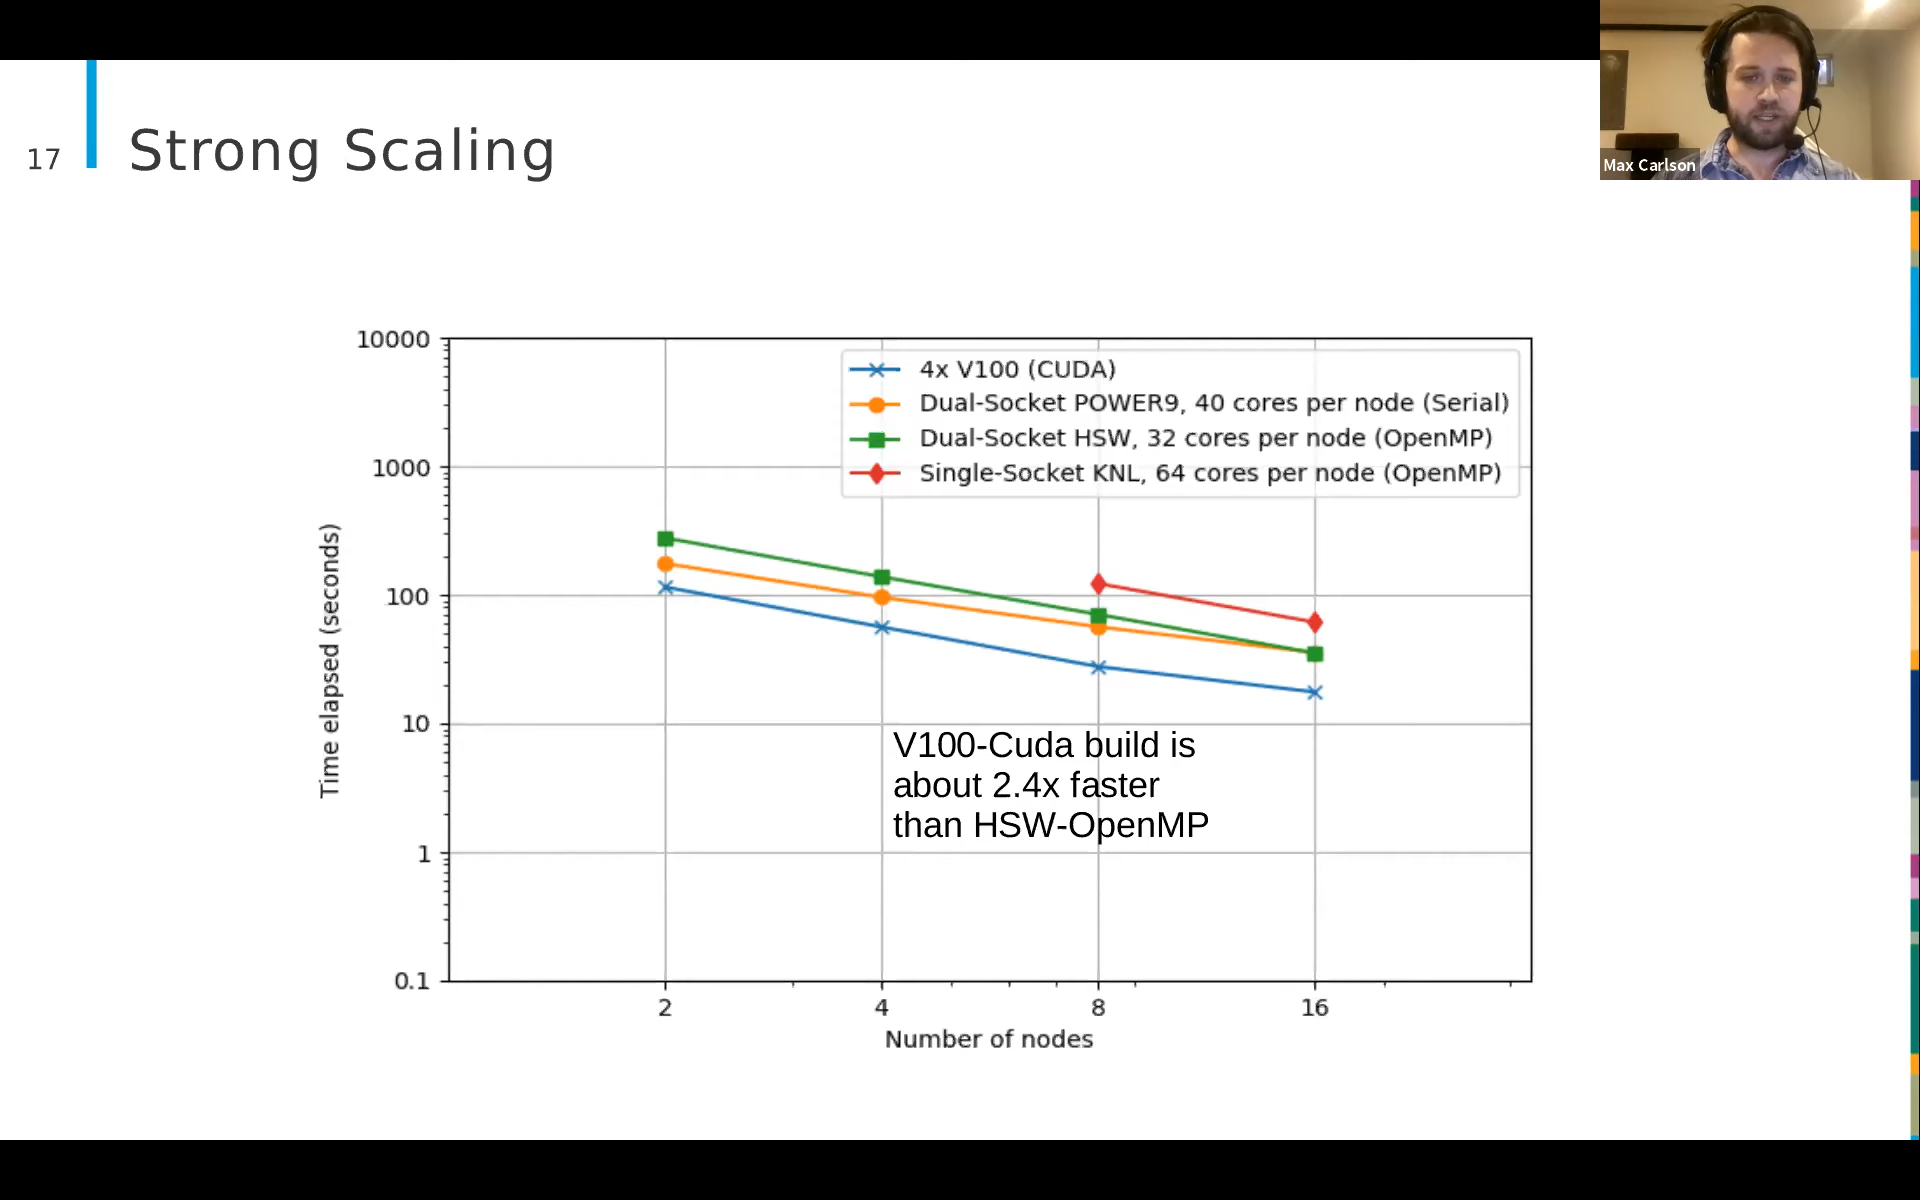 17
Strong Scaling
Max Carlson
10000
1000
100
10
1
0.1
Time elapsed (seconds)
4x V100 (CUDA)
Dual-Socket POWER9, 40 cores per node (Serial)
Dual-Socket HSW, 32 cores per node (OpenMP)
Single-Socket KNL, 64 cores per node (OpenMP)
V100-Cuda build is
about 2.4x faster
than HSW-OpenMP
2 4 8 16
Number of nodes